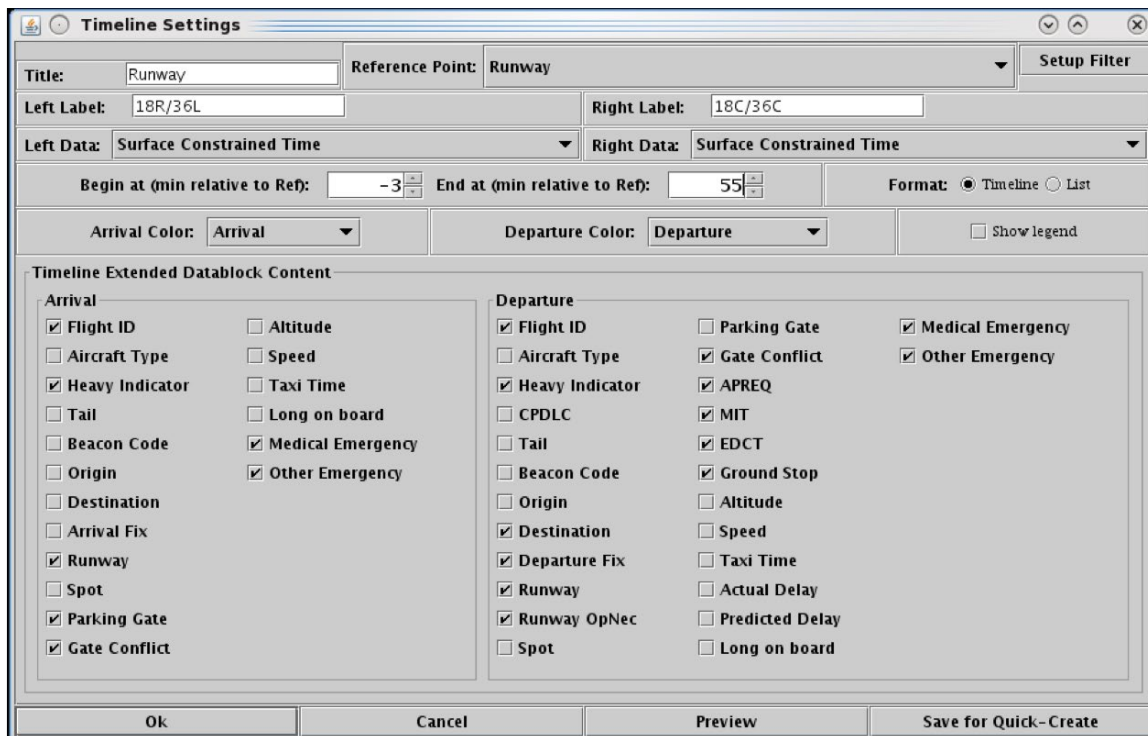 Timeline Settings
Title: Runway Reference Point: Runway Setup Filter
Left Label: 18R/36L Right Label: 18C/36C
Left Data: Surface Constrained Time Right Data: Surface Constrained Time
Begin at (min relative to Ref): -3 End at (min relative to Ref): 55 Format: Timeline List
Arrival Color: Arrival Departure Color: Departure Show legend
Timeline Extended Datablock Content
Arrival
Flight ID Altitude
Aircraft Type Speed
Heavy Indicator Taxi Time
Tail Long on board
Beacon Code Medical Emergency
Origin Other Emergency
Destination
Arrival Fix
Runway
Spot
Parking Gate
Gate Conflict
Departure
Flight ID Parking Gate Medical Emergency
Aircraft Type Gate Conflict Other Emergency
Heavy Indicator APREQ
CPDLC MIT
Tail EDCT
Beacon Code Ground Stop
Origin Altitude
Destination Speed
Departure Fix Taxi Time
Runway Actual Delay
Runway OpNec Predicted Delay
Spot Long on board
Ok Cancel Preview Save for Quick-Create